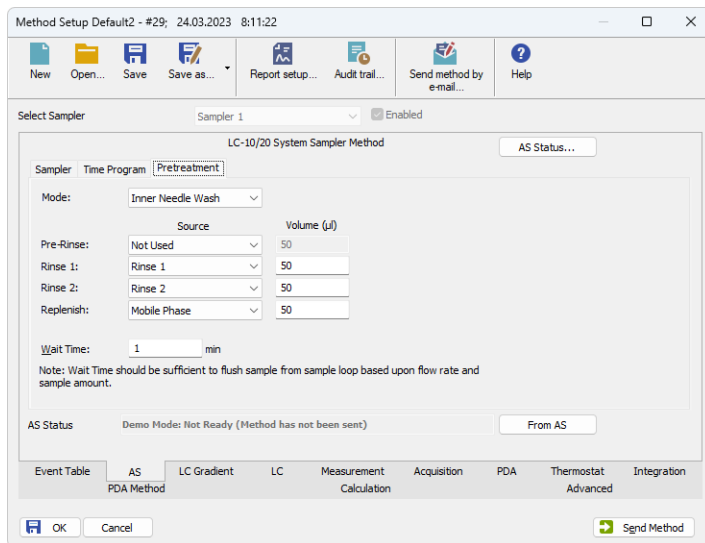 Method Setup Default2 - #29; 24.03.2023 8:11:22
New Open... Save Save as... Report setup... Audit trail... Send method by e-mail... Help
Select Sampler Sampler 1 Enabled
LC-10/20 System Sampler Method AS Status...
Sampler Time Program Pretreatment
Mode: Inner Needle Wash
Source Volume (µl)
Pre-Rinse: Not Used 50
Rinse 1: Rinse 1 50
Rinse 2: Rinse 2 50
Replenish: Mobile Phase 50
Wait Time: 1 min
Note: Wait Time should be sufficient to flush sample from sample loop based upon flow rate and
sample amount.
AS Status Demo Mode: Not Ready (Method has not been sent) From AS
Event Table AS LC Gradient LC Measurement Acquisition PDA Thermostat Integration
PDA Method Calculation Advanced
OK Cancel Send Method